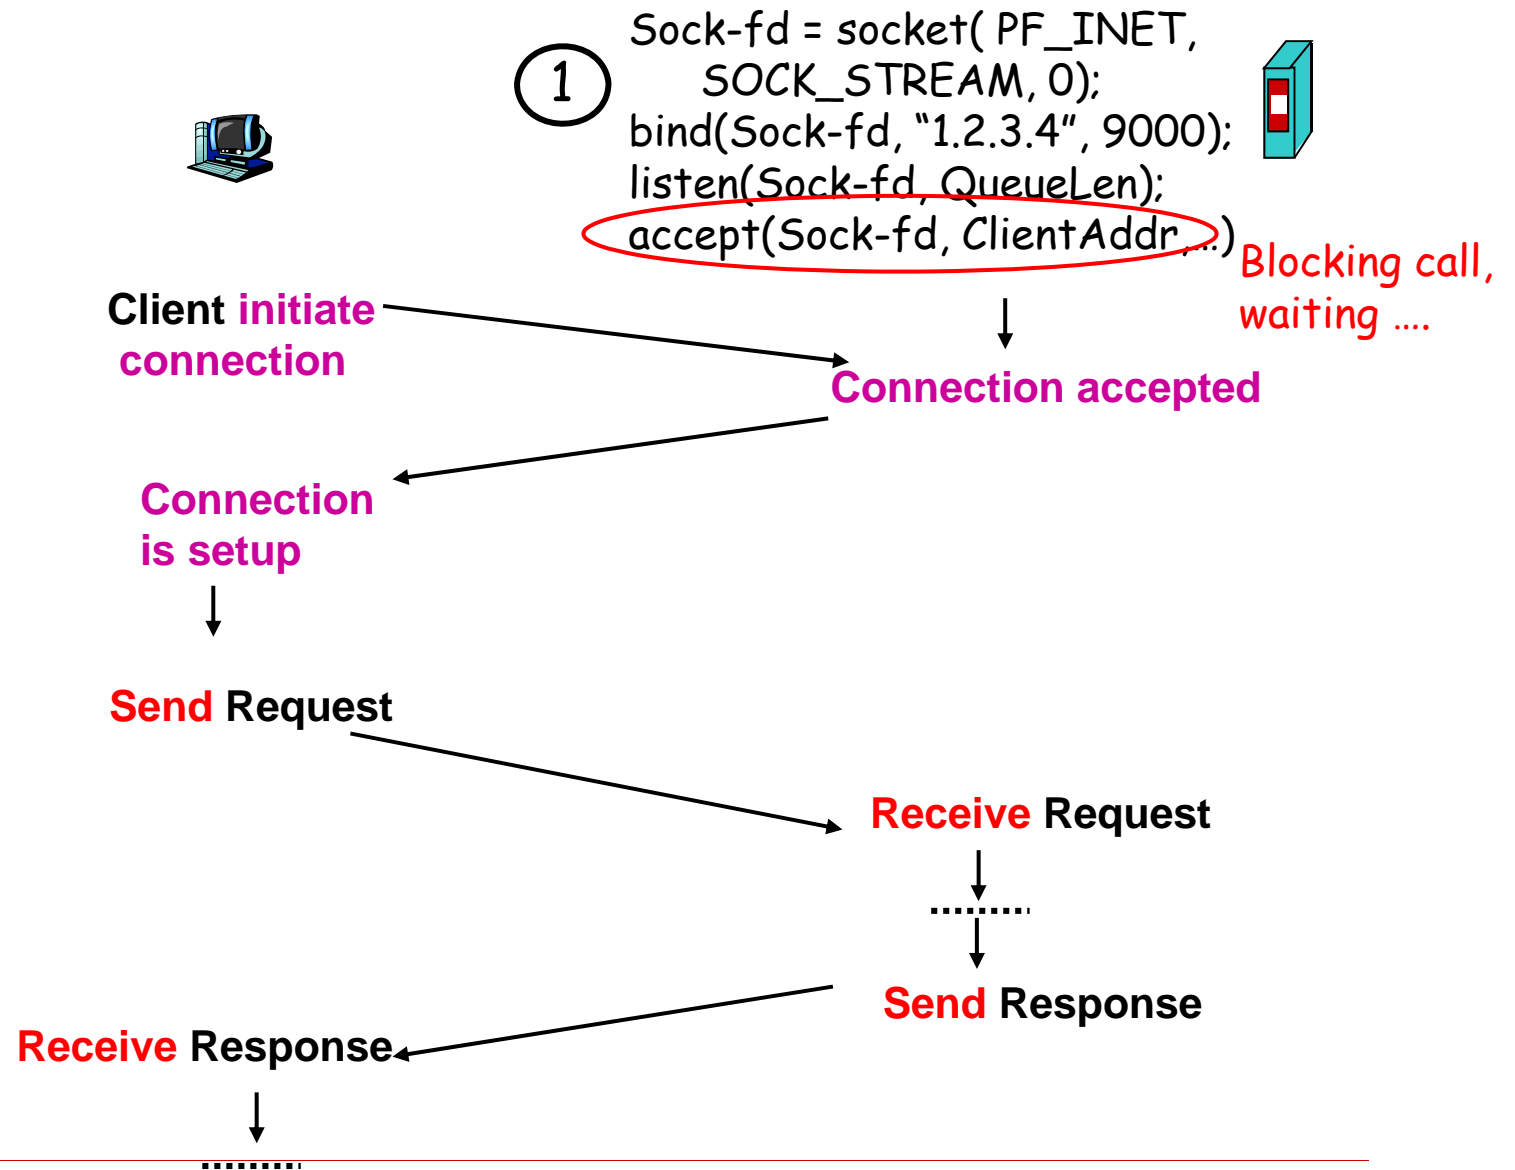 1
Sock-fd = socket( PF_INET,
SOCK_STREAM, 0);
bind(Sock-fd, “1.2.3.4”, 9000);
listen(Sock-fd, QueueLen);
accept(Sock-fd, ClientAddr,…)
Blocking call,
waiting ….
Client initiate
connection
Connection accepted
Connection
is setup
Send Request
Receive Request
………
Send Response
Receive Response
………